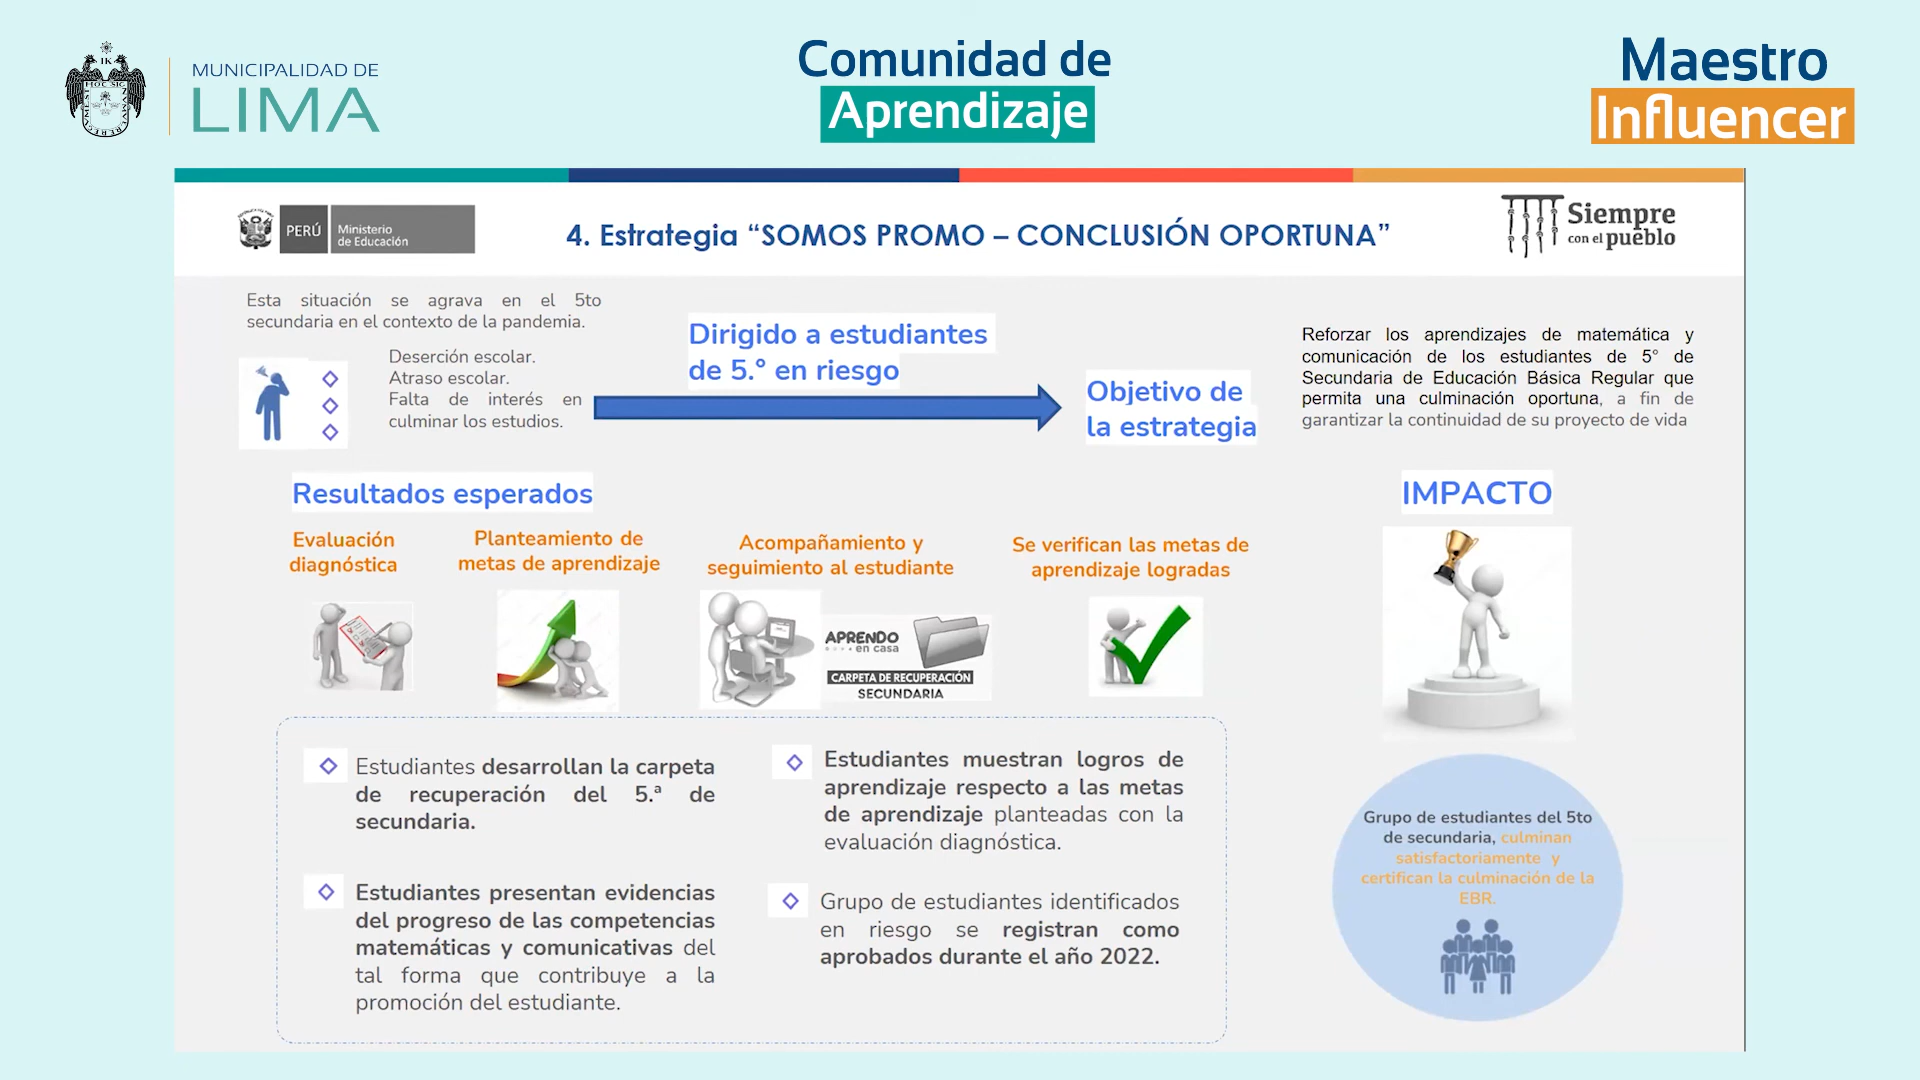 MUNICIPALIDAD DE
LIMA
Comunidad de
Aprendizaje
Maestro
Influencer
PERÚ
Ministerio
de Educación
4. Estrategia “SOMOS PROMO – CONCLUSIÓN OPORTUNA”
Siempre
con el pueblo
Esta situación se agrava en el 5to
secundaria en el contexto de la pandemia.
Deserción escolar.
Atraso escolar.
Falta de interés en
culminar los estudios.
Dirigido a estudiantes
de 5.° en riesgo
Objetivo de
la estrategia
Reforzar los aprendizajes de matemática y
comunicación de los estudiantes de 5° de
Secundaria de Educación Básica Regular que
permita una culminación oportuna, a fin de
garantizar la continuidad de su proyecto de vida
Resultados esperados
Evaluación
diagnóstica
Planteamiento de
metas de aprendizaje
Acompañamiento y
seguimiento al estudiante
APRENDO
en casa
CARPETA DE RECUPERACIÓN
SECUNDARIA
Se verifican las metas de
aprendizaje logradas
IMPACTO
Estudiantes desarrollan la carpeta
de recuperación del 5.ª de
secundaria.
Estudiantes presentan evidencias
del progreso de las competencias
matemáticas y comunicativas del
tal forma que contribuye a la
promoción del estudiante.
Estudiantes muestran logros de
aprendizaje respecto a las metas
de aprendizaje planteadas con la
evaluación diagnóstica.
Grupo de estudiantes identificados
en riesgo se registran como
aprobados durante el año 2022.
Grupo de estudiantes del 5to
de secundaria, culminan
satisfactoriamente y
certifican la culminación de la
EBR.